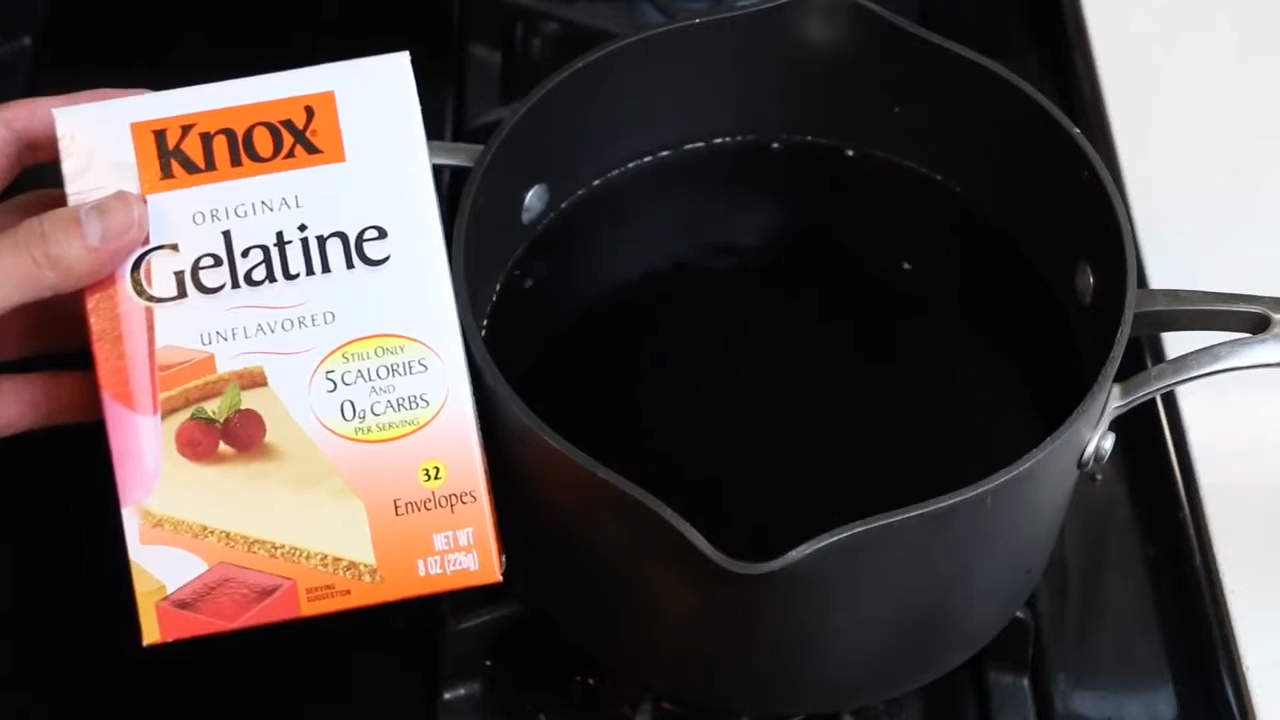 Knox
ORIGINAL
Gelatine
UNFLAVORED
STILL ONLY
5 CALORIES
AND
0g CARBS
PER SERVING
32
Envelopes
NET WT
8 OZ (226g)
SERVING
SUGGESTION